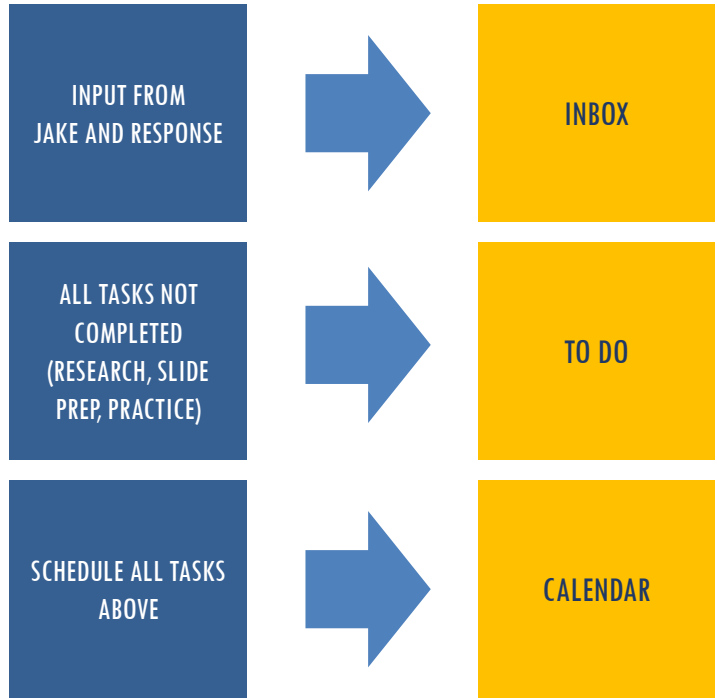 INPUT FROM
JAKE AND RESPONSE
INBOX
ALL TASKS NOT
COMPLETED
(RESEARCH, SLIDE
PREP, PRACTICE)
TO DO
SCHEDULE ALL TASKS
ABOVE
CALENDAR